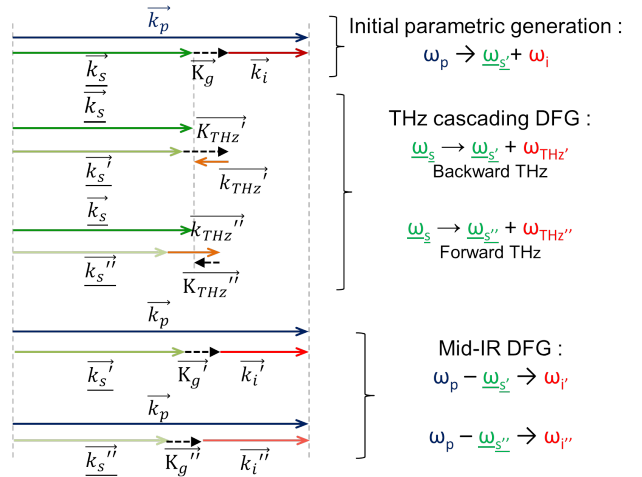 k_p
Initial parametric generation :
k_s K_g k_i
ω_p → ω_s' + ω_i
k_s K_THz'
THz cascading DFG :
ω_s → ω_s' + ω_THz'
Backward THz
k_s' k_THz'
k_s k_THz''
ω_s → ω_s'' + ω_THz''
Forward THz
k_s'' K_THz''
k_p
Mid-IR DFG :
k_s' K_g' k_i'
ω_p − ω_s' → ω_i'
k_p
ω_p − ω_s'' → ω_i''
k_s'' K_g'' k_i''